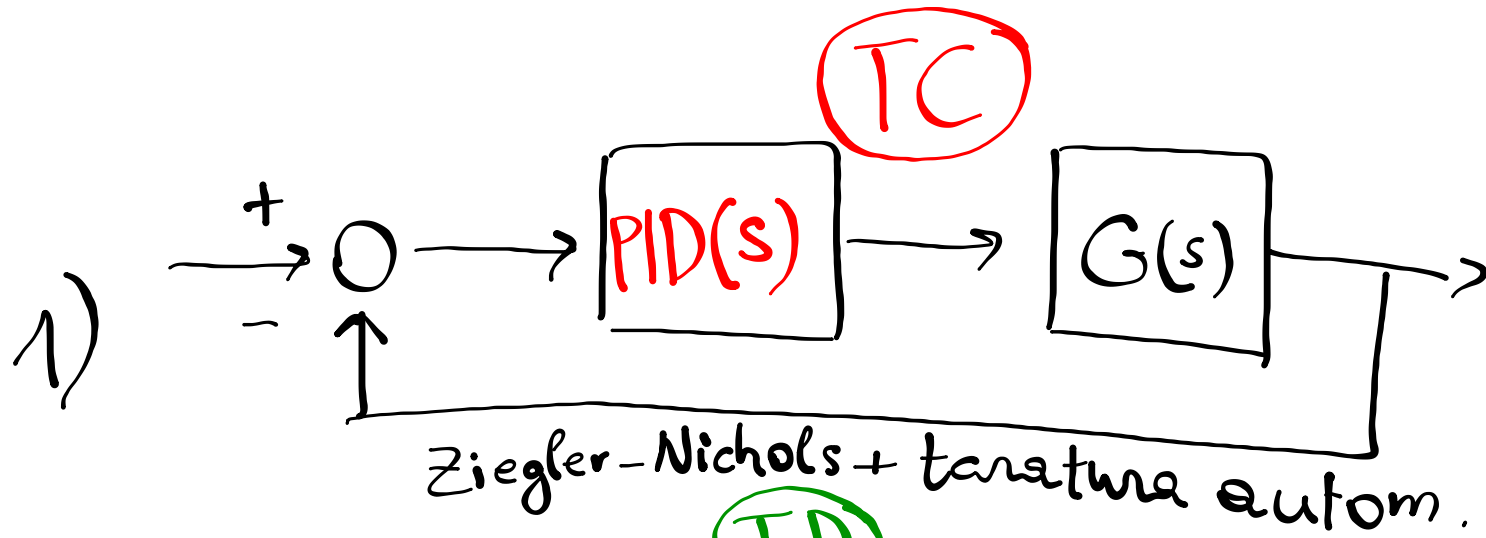 TC
+
1)
PID(s)
G(s)
-
Ziegler-Nichols + taratura autom.